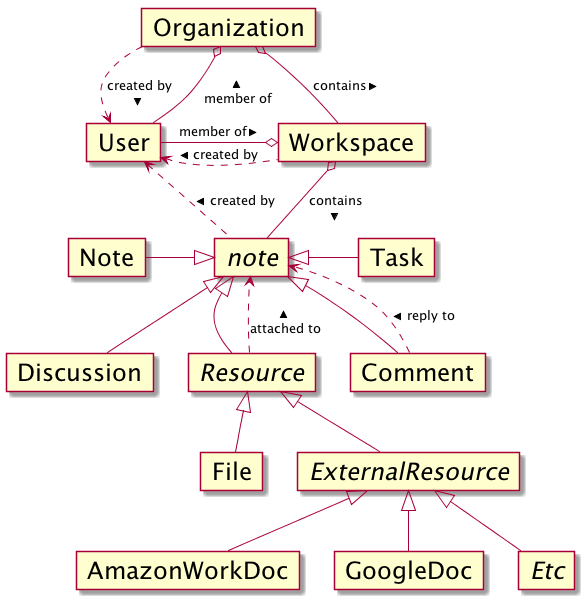 Organization
created by
▼
▲
member of
contains ►
User
member of ►
◄ created by
Workspace
◄ created by
contains
▼
Note
note
Task
▲
attached to
◄ reply to
Discussion
Resource
Comment
File
ExternalResource
AmazonWorkDoc
GoogleDoc
Etc